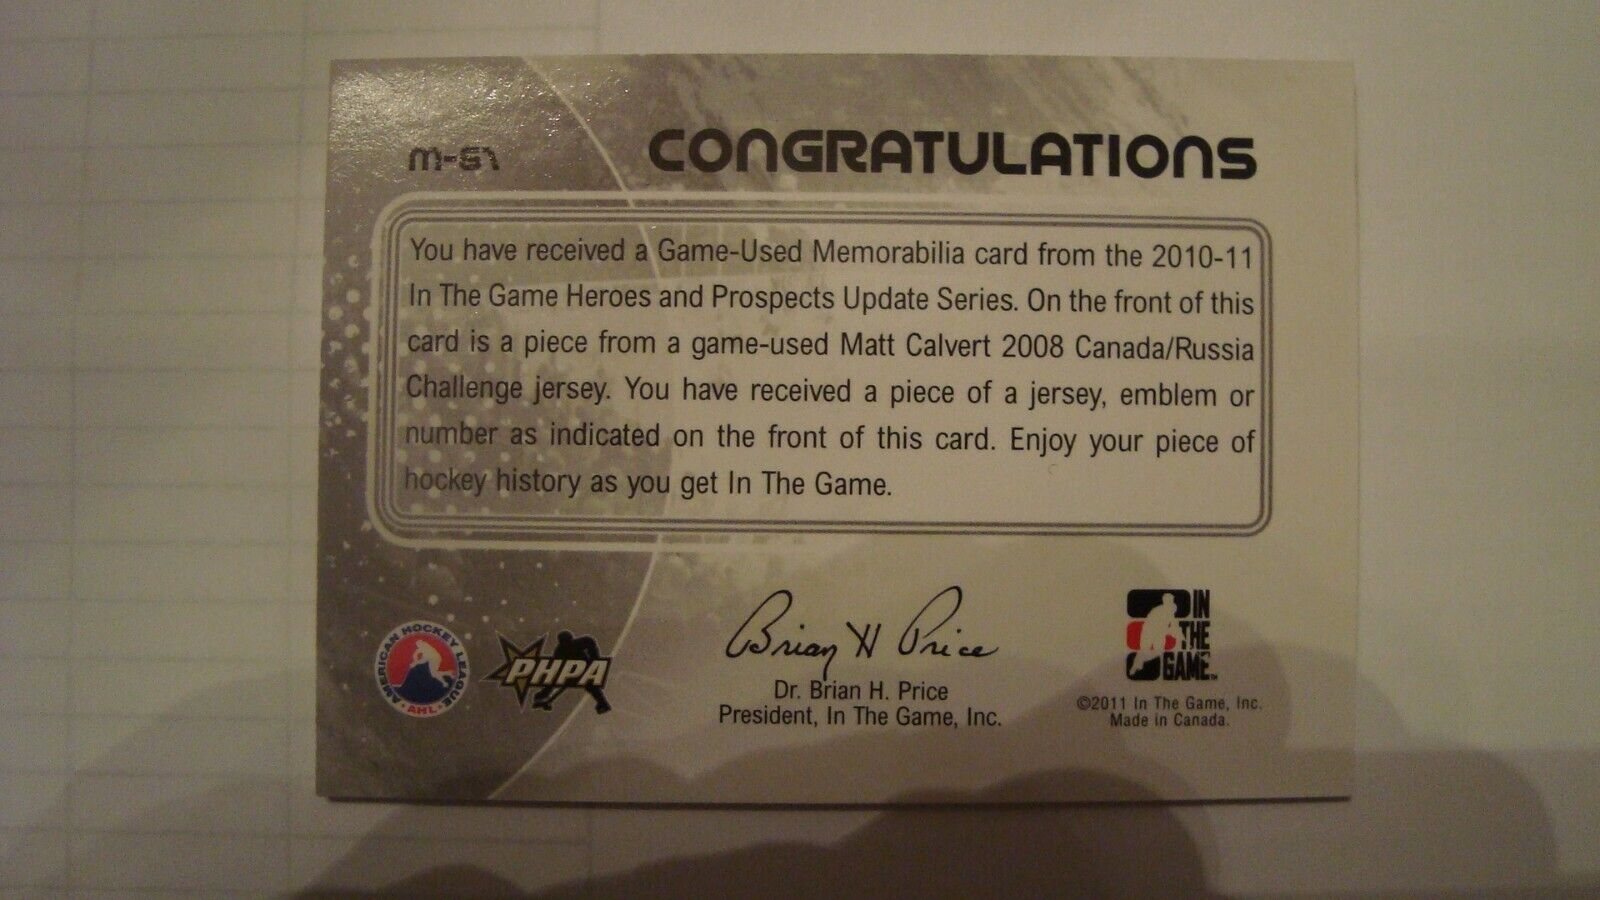 M-51
CONGRATULATIONS
You have received a Game-Used Memorabilia card from the 2010-11
In The Game Heroes and Prospects Update Series. On the front of this
card is a piece from a game-used Matt Calvert 2008 Canada/Russia
Challenge jersey. You have received a piece of a jersey, emblem or
number as indicated on the front of this card. Enjoy your piece of
hockey history as you get In The Game.
AMERICAN HOCKEY LEAGUE
·AHL·
PHPA
Brian H Price
Dr. Brian H. Price
President, In The Game, Inc.
IN
THE
GAME™
©2011 In The Game, Inc.
Made in Canada.